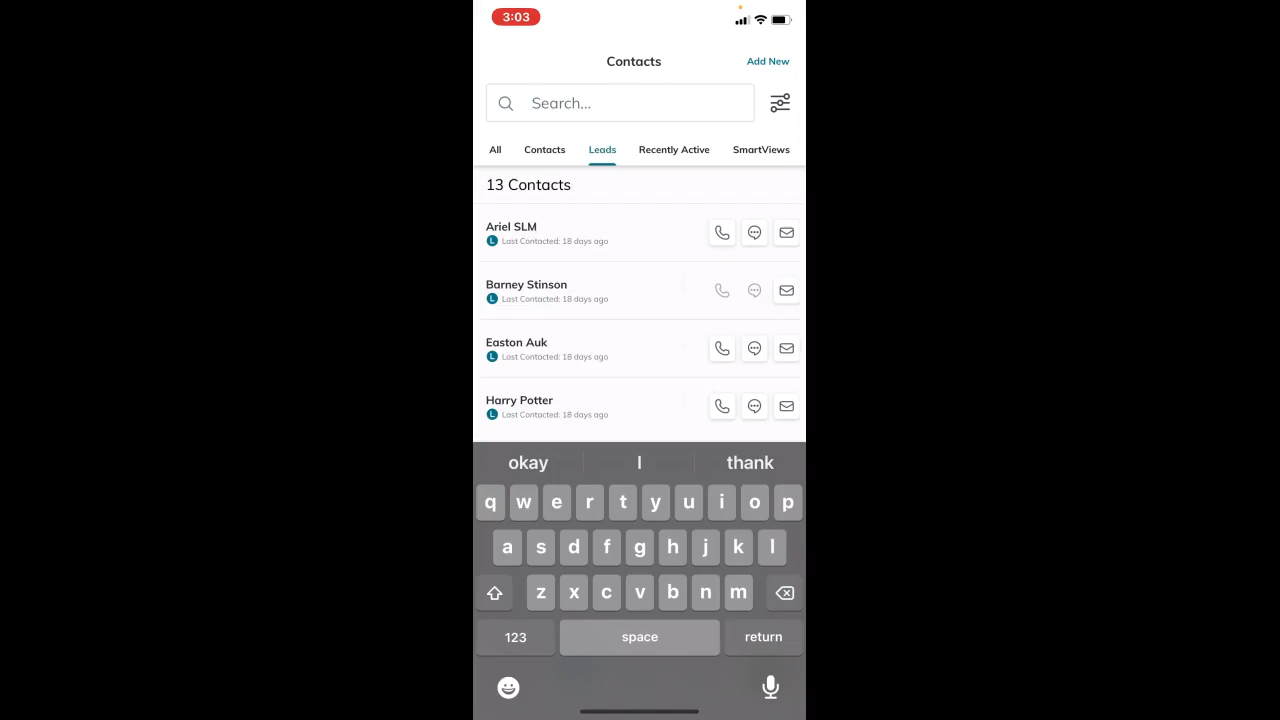 3:03
Contacts
Add New
Search...
All Contacts Leads Recently Active SmartViews
13 Contacts
Ariel SLM
L Last Contacted: 18 days ago
Barney Stinson
L Last Contacted: 18 days ago
Easton Auk
L Last Contacted: 18 days ago
Harry Potter
L Last Contacted: 18 days ago
okay I thank
q w e r t y u i o p
a s d f g h j k l
z x c v b n m
123 space return